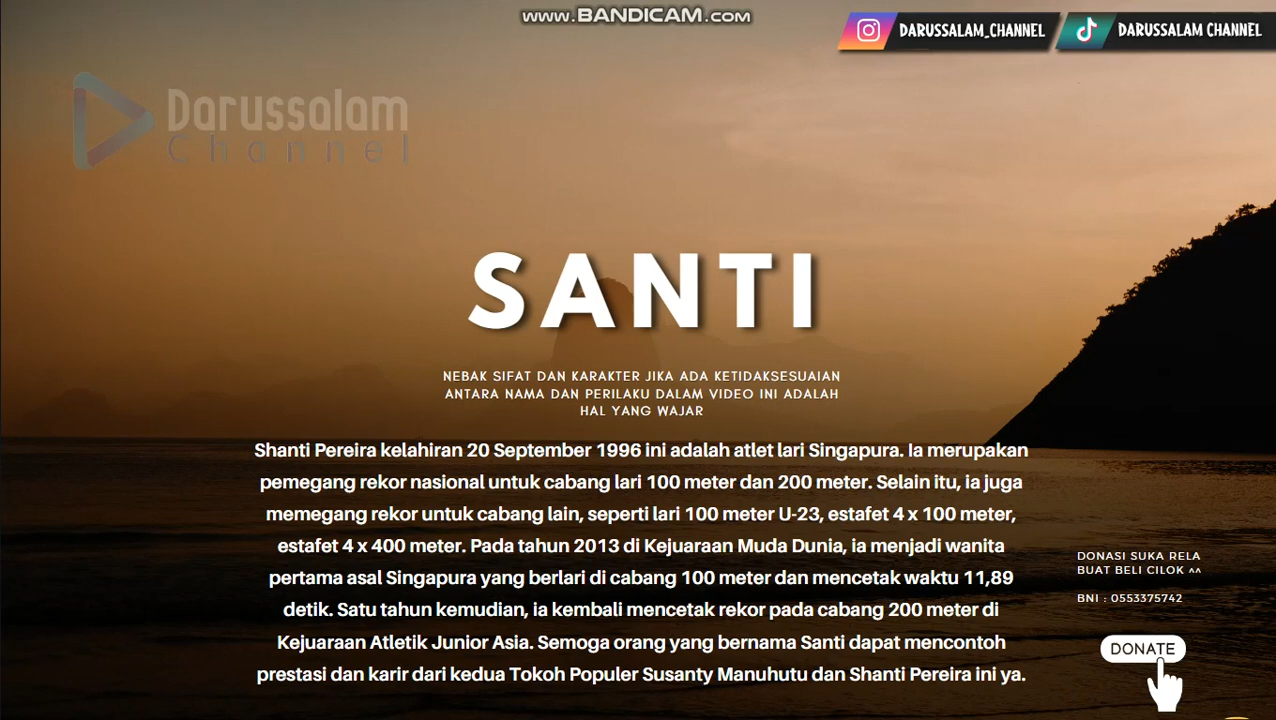 WWW.BANDICAM.COM
DARUSSALAM_CHANNEL
DARUSSALAM CHANNEL
Darussalam
Channel
SANTI
NEBAK SIFAT DAN KARAKTER JIKA ADA KETIDAKSESUAIAN
ANTARA NAMA DAN PERILAKU DALAM VIDEO INI ADALAH
HAL YANG WAJAR
Shanti Pereira kelahiran 20 September 1996 ini adalah atlet lari Singapura. Ia merupakan
pemegang rekor nasional untuk cabang lari 100 meter dan 200 meter. Selain itu, ia juga
memegang rekor untuk cabang lain, seperti lari 100 meter U-23, estafet 4 x 100 meter,
estafet 4 x 400 meter. Pada tahun 2013 di Kejuaraan Muda Dunia, ia menjadi wanita
pertama asal Singapura yang berlari di cabang 100 meter dan mencetak waktu 11,89
detik. Satu tahun kemudian, ia kembali mencetak rekor pada cabang 200 meter di
Kejuaraan Atletik Junior Asia. Semoga orang yang bernama Santi dapat mencontoh
prestasi dan karir dari kedua Tokoh Populer Susanty Manuhutu dan Shanti Pereira ini ya.
DONASI SUKA RELA
BUAT BELI CILOK ^^
BNI : 0553375742
DONATE